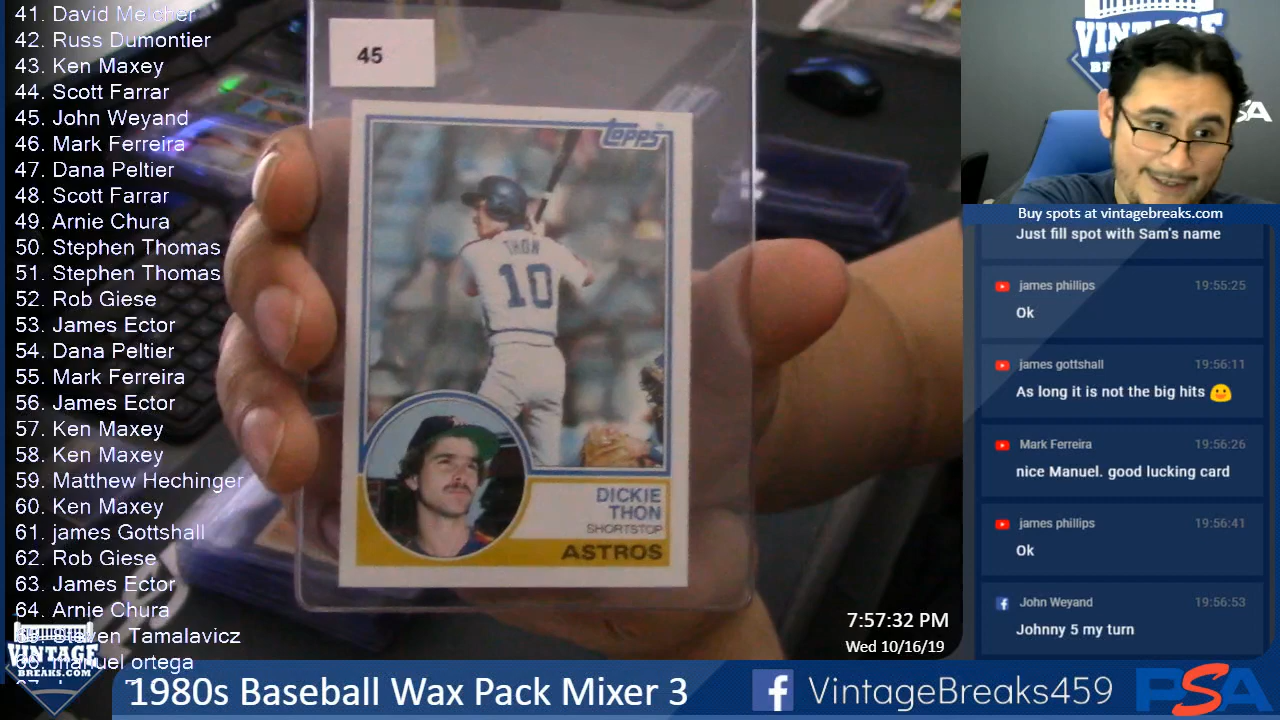 41. David Melcher
42. Russ Dumontier
43. Ken Maxey
44. Scott Farrar
45. John Weyand
46. Mark Ferreira
47. Dana Peltier
48. Scott Farrar
49. Arnie Chura
50. Stephen Thomas
51. Stephen Thomas
52. Rob Giese
53. James Ector
54. Dana Peltier
55. Mark Ferreira
56. James Ector
57. Ken Maxey
58. Ken Maxey
59. Matthew Hechinger
60. Ken Maxey
61. james Gottshall
62. Rob Giese
63. James Ector
64. Arnie Chura
Tamalavicz
manuel ortega
VINTAGE
BREAKS.COM
45
TOPPS
THON
10
DICKIE
THON
SHORTSTOP
ASTROS
VINTAGE
PSA
Buy spots at vintagebreaks.com
Just fill spot with Sam's name
james phillips 19:55:25
Ok
james gottshall 19:56:11
As long it is not the big hits
Mark Ferreira 19:56:26
nice Manuel. good lucking card
james phillips 19:56:41
Ok
John Weyand 19:56:53
Johnny 5 my turn
7:57:32 PM
Wed 10/16/19
1980s Baseball Wax Pack Mixer 3
f VintageBreaks459
PSA